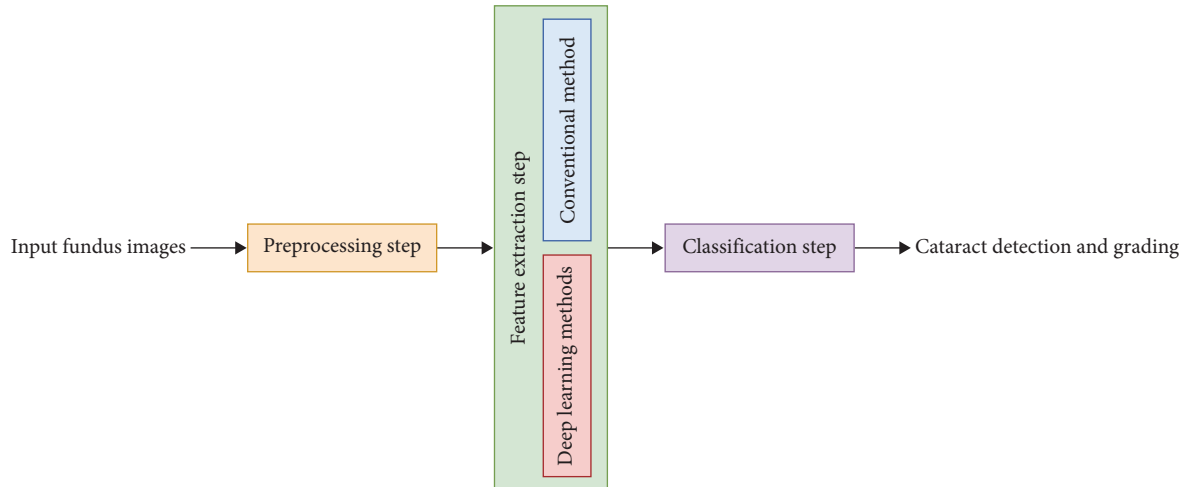 Input fundus images
Preprocessing step
Feature extraction step
Conventional method
Deep learning methods
Classification step
Cataract detection and grading